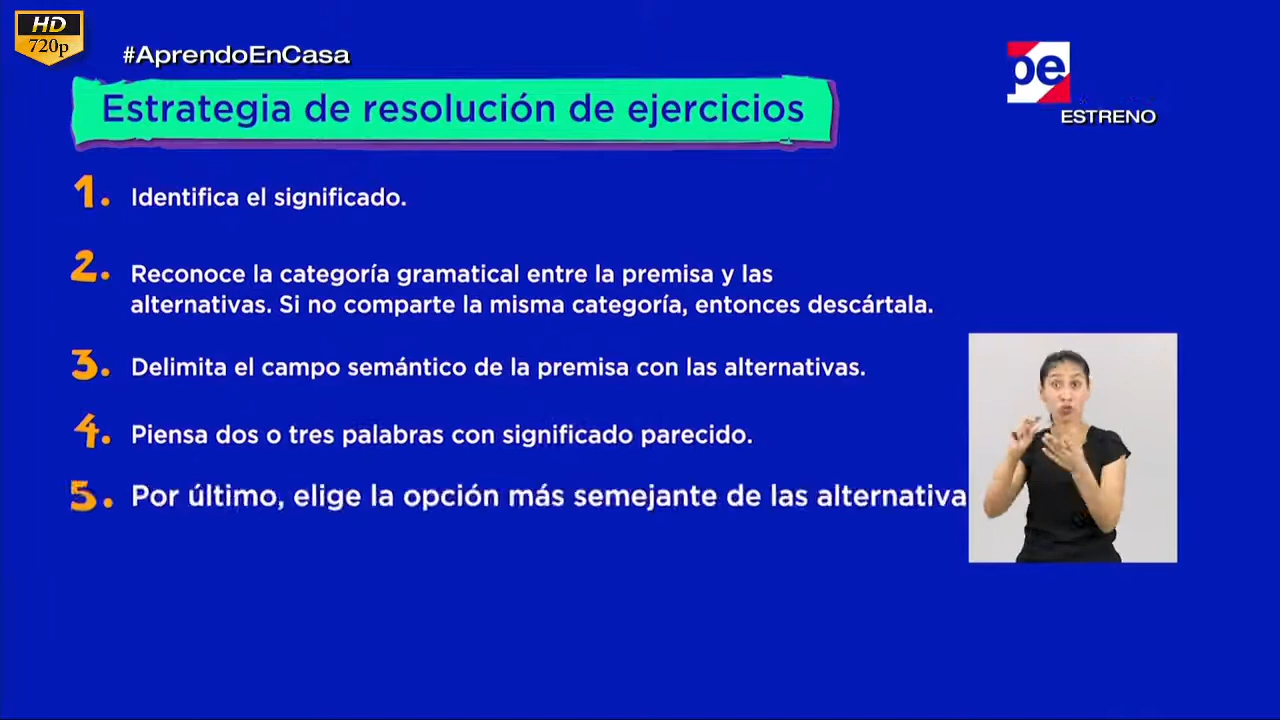 HD
720p
#AprendoEnCasa
pe
ESTRENO
Estrategia de resolución de ejercicios
1. Identifica el significado.
2. Reconoce la categoría gramatical entre la premisa y las
alternativas. Si no comparte la misma categoría, entonces descártala.
3. Delimita el campo semántico de la premisa con las alternativas.
4. Piensa dos o tres palabras con significado parecido.
5. Por último, elige la opción más semejante de las alternativa